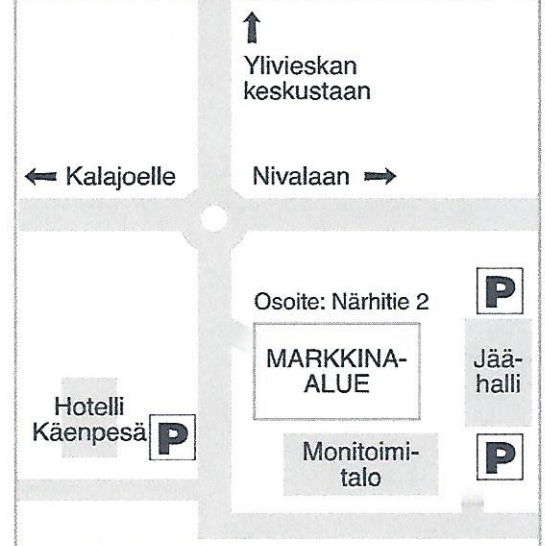 ↑
Ylivieskan
keskustaan
← Kalajoelle
Nivalaan →
Osoite: Närhitie 2
P
MARKKINA-
ALUE
Jää-
halli
Hotelli
Käenpesä
P
Monitoimi-
talo
P